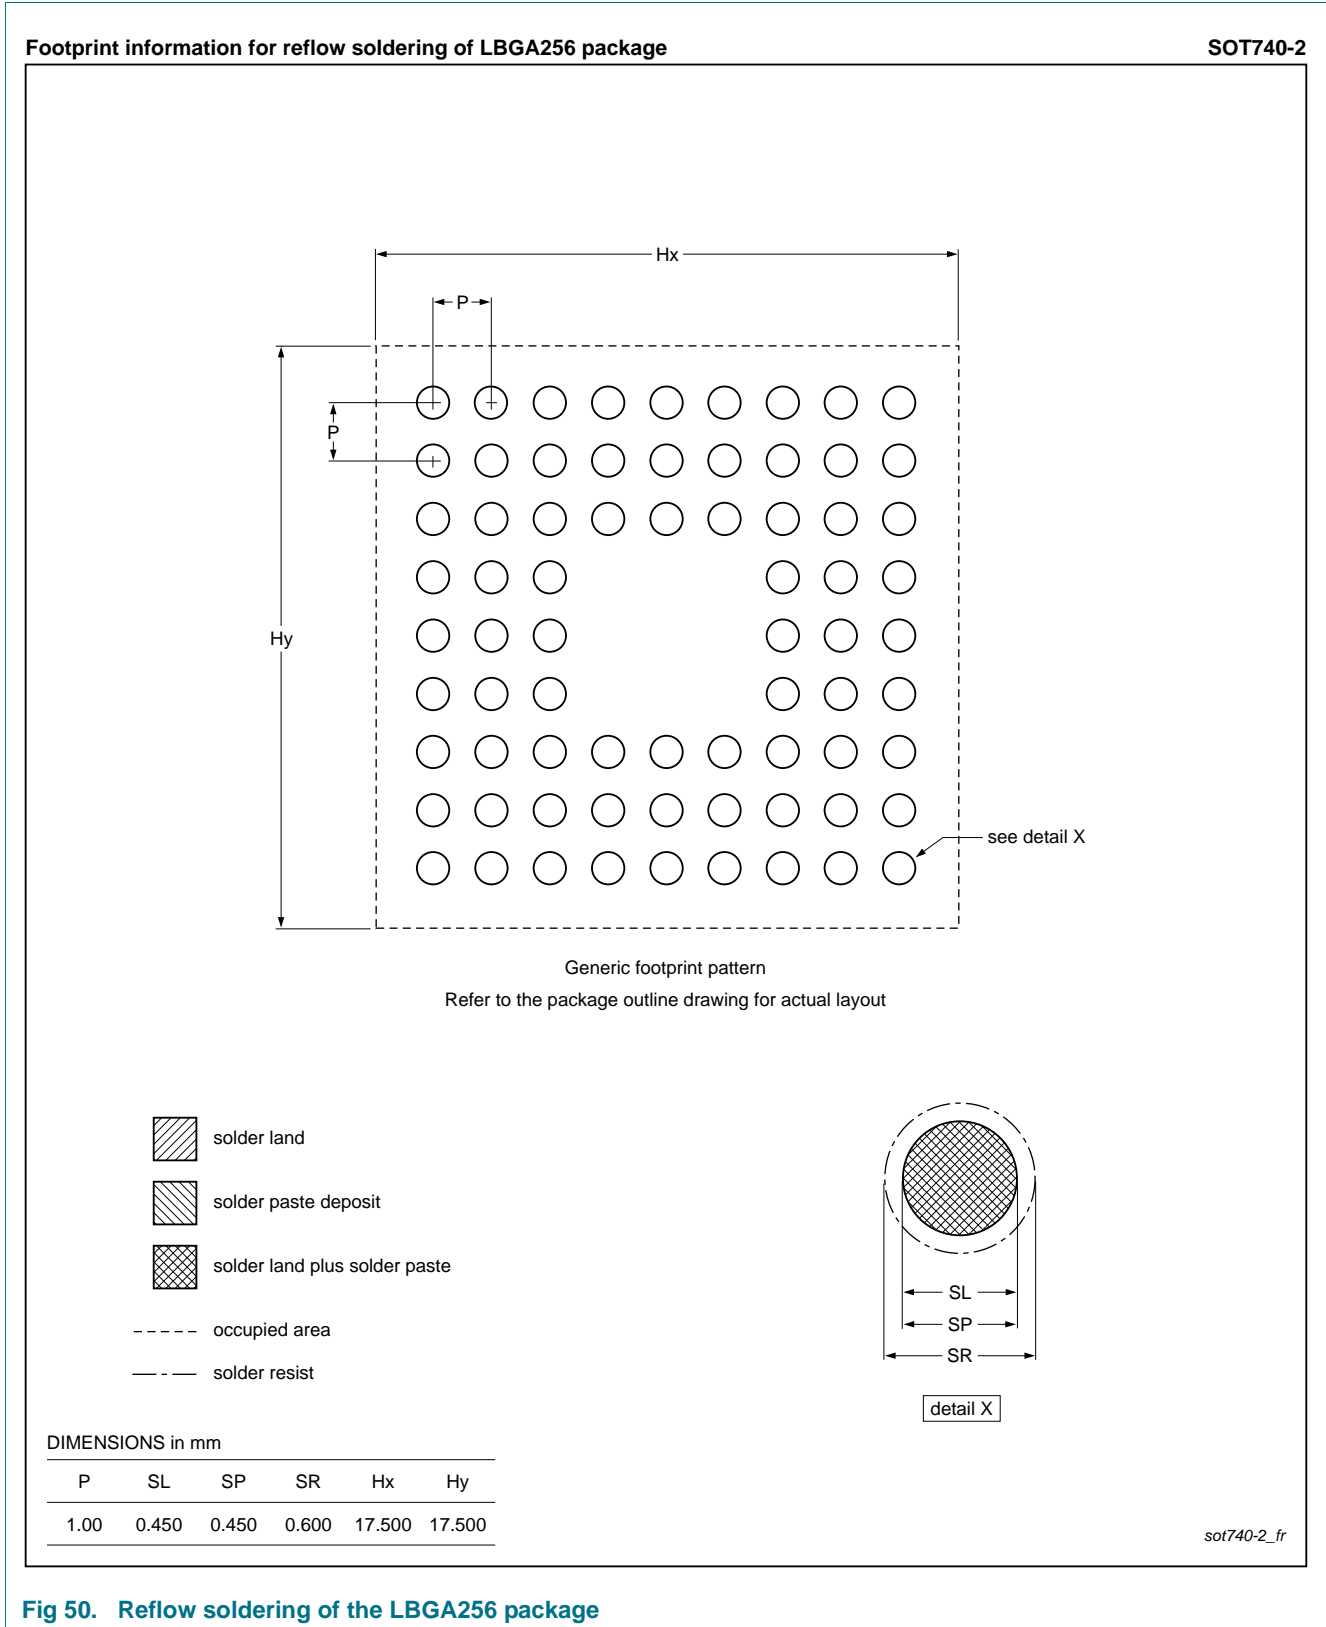 Footprint information for reflow soldering of LBGA256 package SOT740-2
Hx
P
P
Hy
see detail X
Generic footprint pattern
Refer to the package outline drawing for actual layout
solder land
solder paste deposit
solder land plus solder paste
occupied area
solder resist
SL
SP
SR
detail X
DIMENSIONS in mm
P SL SP SR Hx Hy
1.00 0.450 0.450 0.600 17.500 17.500
sot740-2_fr
Fig 50. Reflow soldering of the LBGA256 package